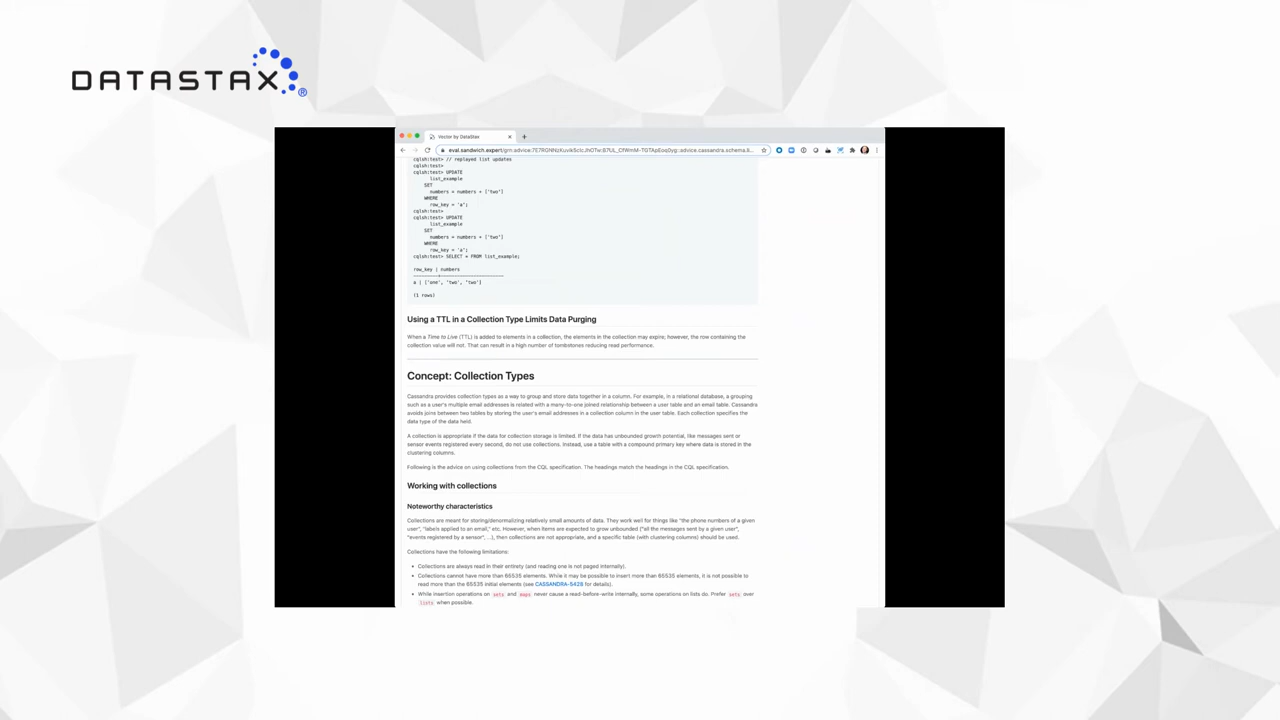 DATASTAX®
Vector by DataStax
cqlsh:test> // replayed list updates
cqlsh:test>
cqlsh:test> UPDATE
list_example
SET
numbers = numbers + ['two']
WHERE
row_key = 'a';
cqlsh:test>
cqlsh:test> UPDATE
list_example
SET
numbers = numbers + ['two']
WHERE
row_key = 'a';
cqlsh:test> SELECT * FROM list_example;
row_key | numbers
a | ['one', 'two', 'two']
(1 rows)
Using a TTL in a Collection Type Limits Data Purging
When a Time to Live (TTL) is added to elements in a collection, the elements in the collection may expire; however, the row containing the
collection value will not. That can result in a high number of tombstones reducing read performance.
Concept: Collection Types
Cassandra provides collection types as a way to group and store data together in a column. For example, in a relational database, a grouping
such as a user's multiple email addresses is related with a many-to-one joined relationship between a user table and an email table. Cassandra
avoids joins between two tables by storing the user's email addresses in a collection column in the user table. Each collection specifies the
data type of the data held.
A collection is appropriate if the data for collection storage is limited. If the data has unbounded growth potential, like messages sent or
sensor events registered every second, do not use collections. Instead, use a table with a compound primary key where data is stored in the
clustering columns.
Following is the advice on using collections from the CQL specification. The headings match the headings in the CQL specification.
Working with collections
Noteworthy characteristics
Collections are meant for storing/denormalizing relatively small amounts of data. They work well for things like "the phone numbers of a given
user", "labels applied to an email," etc. However, when items are expected to grow unbounded ("all the messages sent by a given user",
"events registered by a sensor", ...), then collections are not appropriate, and a specific table (with clustering columns) should be used.
Collections have the following limitations:
• Collections are always read in their entirety (and reading one is not paged internally).
• Collections cannot have more than 65535 elements. While it may be possible to insert more than 65535 elements, it is not possible to
read more than the 65535 initial elements (see CASSANDRA-5428 for details).
• While insertion operations on sets and maps never cause a read-before-write internally, some operations on lists do. Prefer sets over
lists when possible.